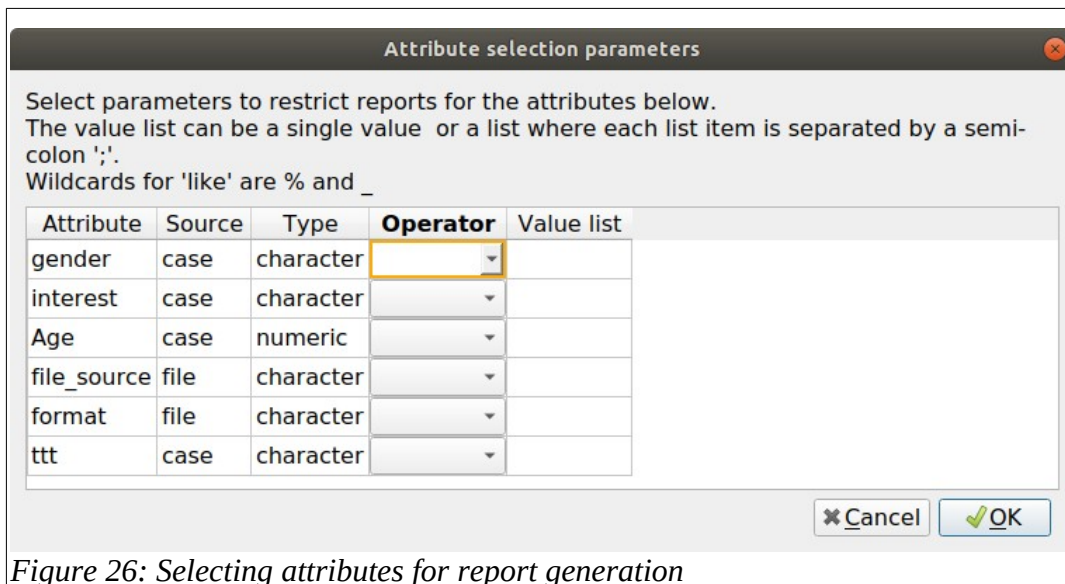 Attribute selection parameters
Select parameters to restrict reports for the attributes below.
The value list can be a single value  or a list where each list item is separated by a semi-
colon ';'.
Wildcards for 'like' are % and _
Attribute Source Type Operator Value list
gender case character
interest case character
Age case numeric
file_source file character
format file character
ttt case character
Cancel OK
Figure 26: Selecting attributes for report generation